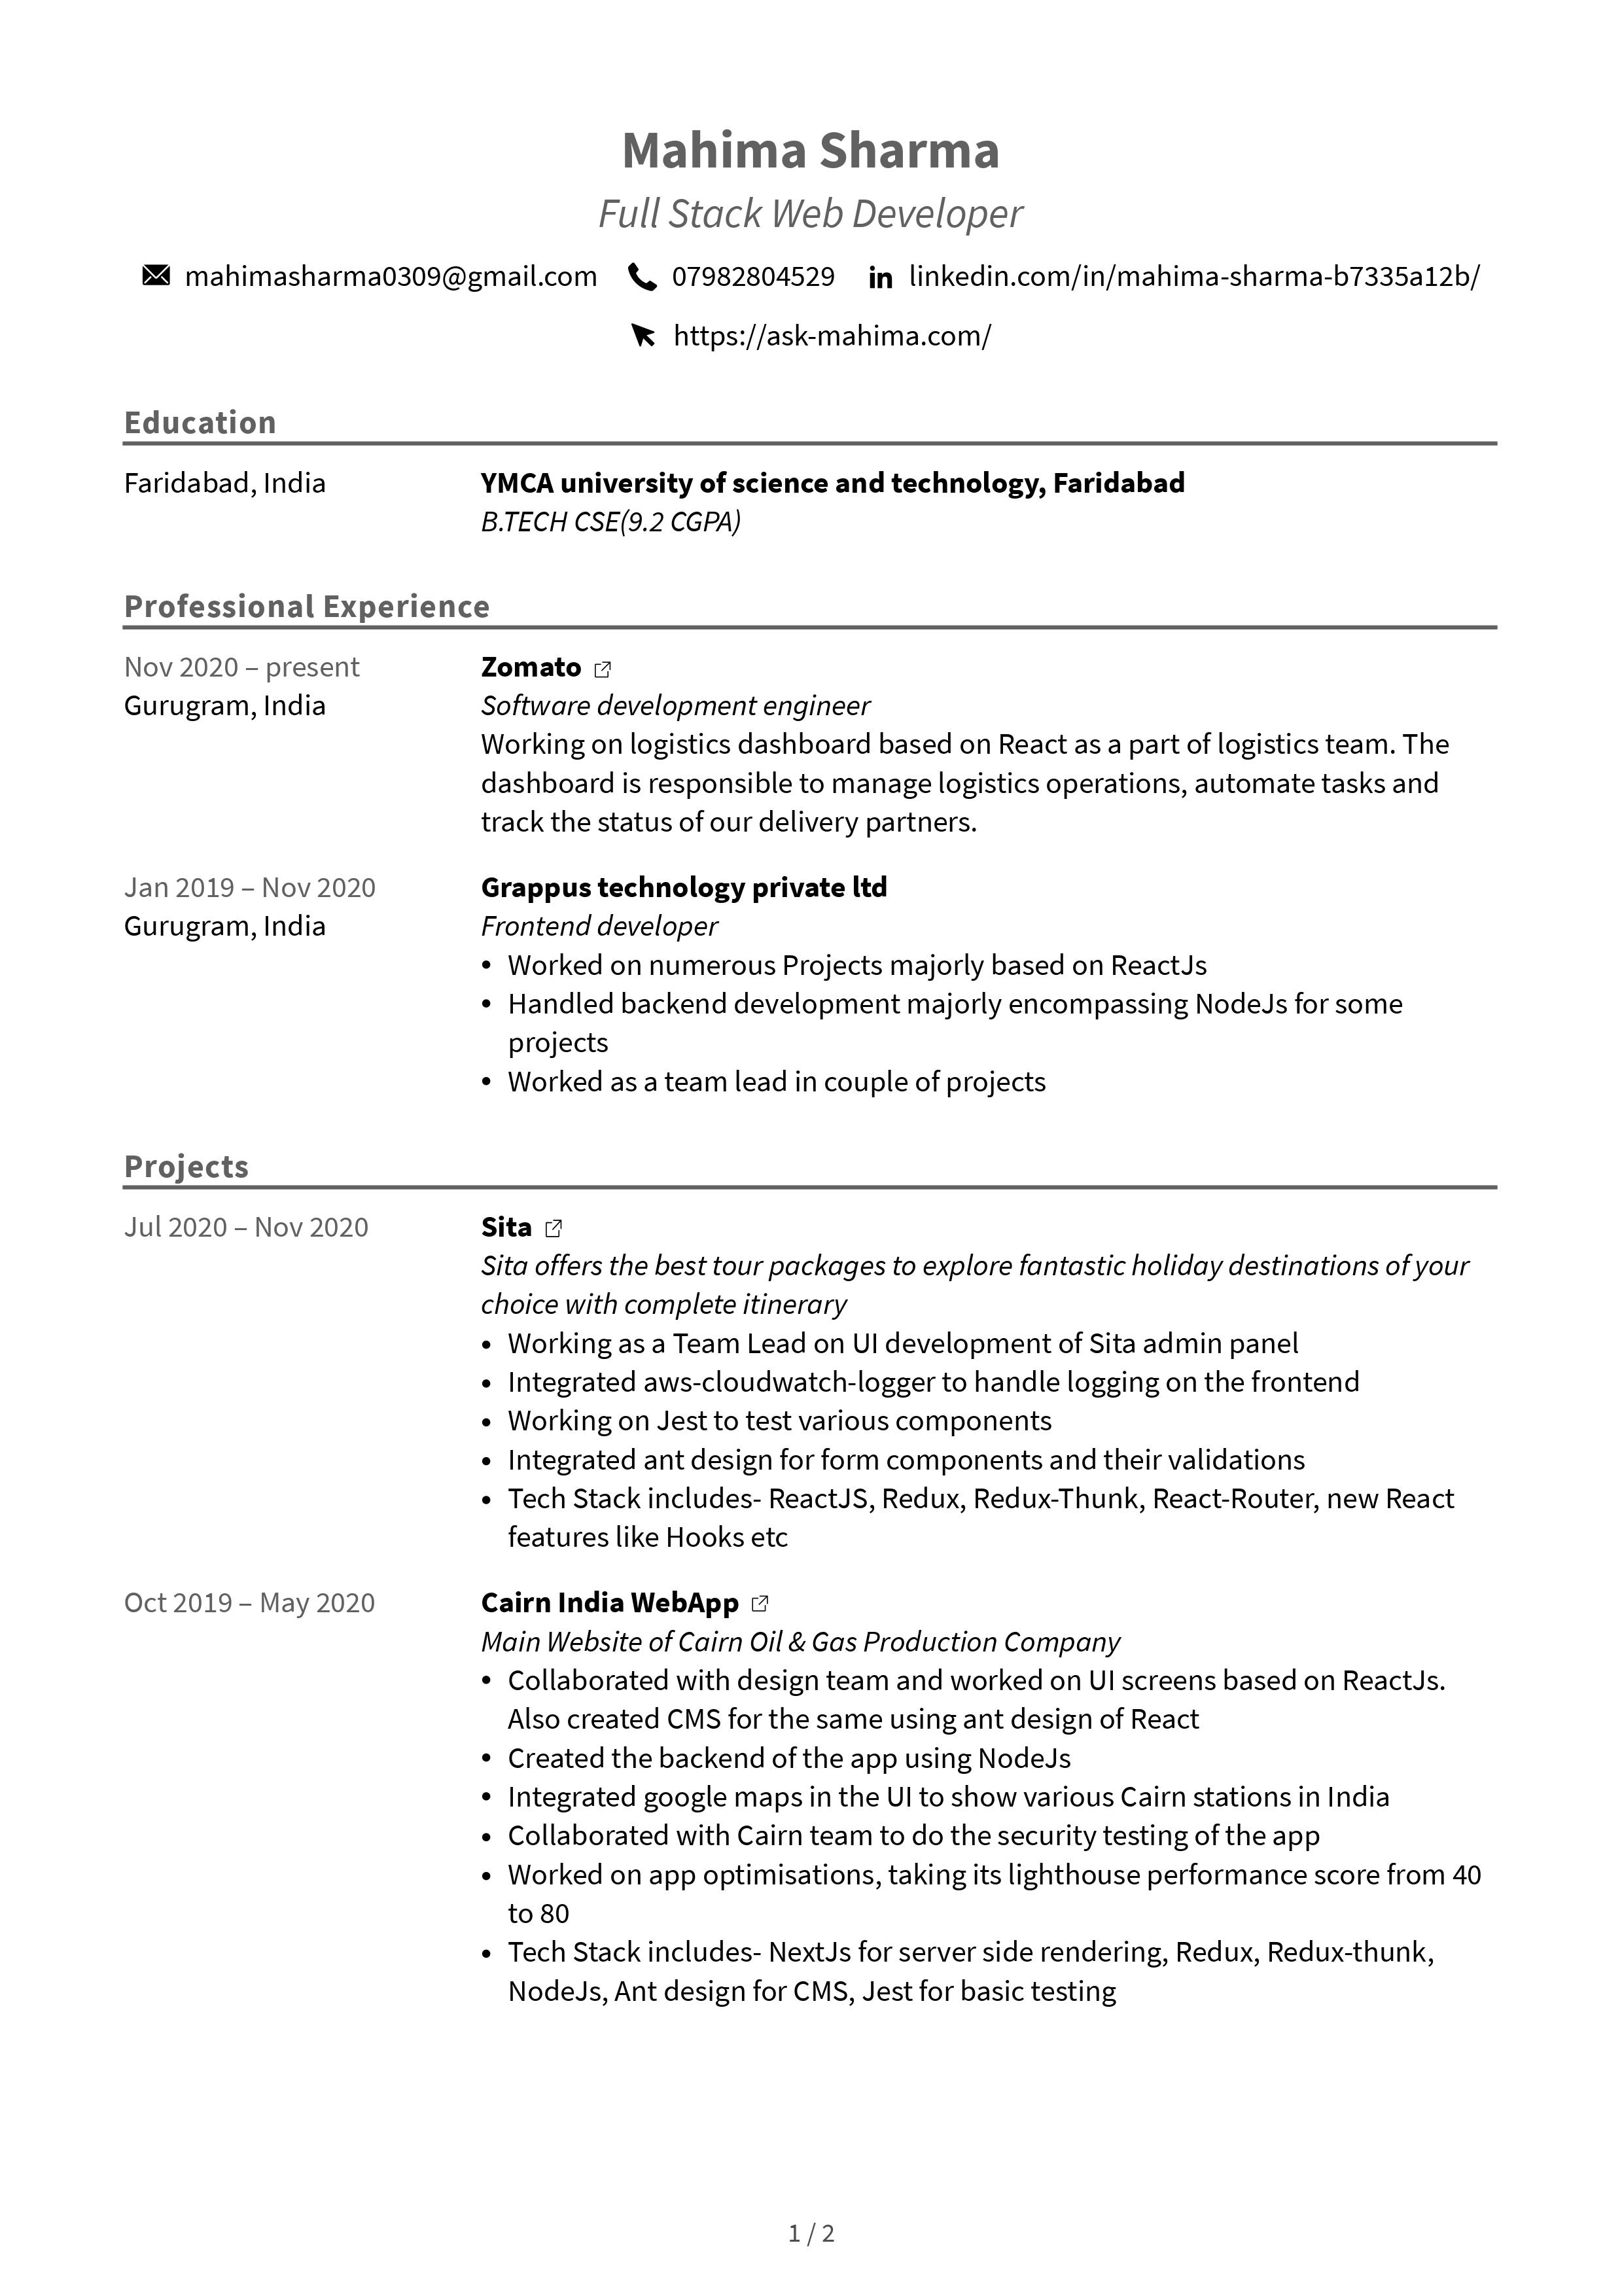 Mahima Sharma
Full Stack Web Developer
mahimasharma0309@gmail.com 07982804529 linkedin.com/in/mahima-sharma-b7335a12b/
https://ask-mahima.com/
Education
Faridabad, India YMCA university of science and technology, Faridabad
B.TECH CSE(9.2 CGPA)
Professional Experience
Nov 2020 – present Zomato
Gurugram, India Software development engineer
Working on logistics dashboard based on React as a part of logistics team. The
dashboard is responsible to manage logistics operations, automate tasks and
track the status of our delivery partners.
Jan 2019 – Nov 2020 Grappus technology private ltd
Gurugram, India Frontend developer
• Worked on numerous Projects majorly based on ReactJs
• Handled backend development majorly encompassing NodeJs for some
projects
• Worked as a team lead in couple of projects
Projects
Jul 2020 – Nov 2020 Sita
Sita offers the best tour packages to explore fantastic holiday destinations of your
choice with complete itinerary
• Working as a Team Lead on UI development of Sita admin panel
• Integrated aws-cloudwatch-logger to handle logging on the frontend
• Working on Jest to test various components
• Integrated ant design for form components and their validations
• Tech Stack includes- ReactJS, Redux, Redux-Thunk, React-Router, new React
features like Hooks etc
Oct 2019 – May 2020 Cairn India WebApp
Main Website of Cairn Oil & Gas Production Company
• Collaborated with design team and worked on UI screens based on ReactJs.
Also created CMS for the same using ant design of React
• Created the backend of the app using NodeJs
• Integrated google maps in the UI to show various Cairn stations in India
• Collaborated with Cairn team to do the security testing of the app
• Worked on app optimisations, taking its lighthouse performance score from 40
to 80
• Tech Stack includes- NextJs for server side rendering, Redux, Redux-thunk,
NodeJs, Ant design for CMS, Jest for basic testing
1 / 2